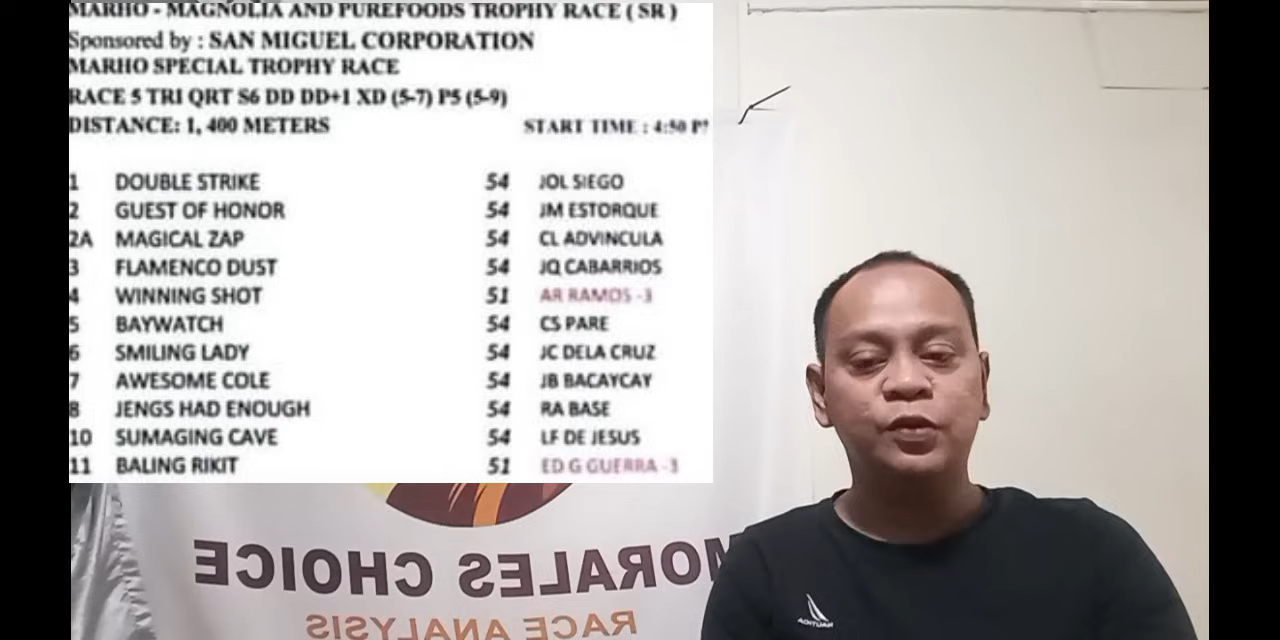 MARHO - MAGNOLIA AND PUREFOODS TROPHY RACE ( SR )
Sponsored by : SAN MIGUEL CORPORATION
MARHO SPECIAL TROPHY RACE
RACE 5 TRI QRT S6 DD DD+1 XD (5-7) P5 (5-9)
DISTANCE: 1, 400 METERS START TIME : 4:50 P
1 DOUBLE STRIKE 54 JOL SIEGO
2 GUEST OF HONOR 54 JM ESTORQUE
2A MAGICAL ZAP 54 CL ADVINCULA
3 FLAMENCO DUST 54 JQ CABARRIOS
4 WINNING SHOT 51 AR RAMOS -3
5 BAYWATCH 54 CS PARE
6 SMILING LADY 54 JC DELA CRUZ
7 AWESOME COLE 54 JB BACAYCAY
8 JENGS HAD ENOUGH 54 RA BASE
10 SUMAGING CAVE 54 LF DE JESUS
11 BALING RIKIT 51 ED G GUERRA -3
MORALES CHOICE
RACE ANALYSIS
NAUTICA